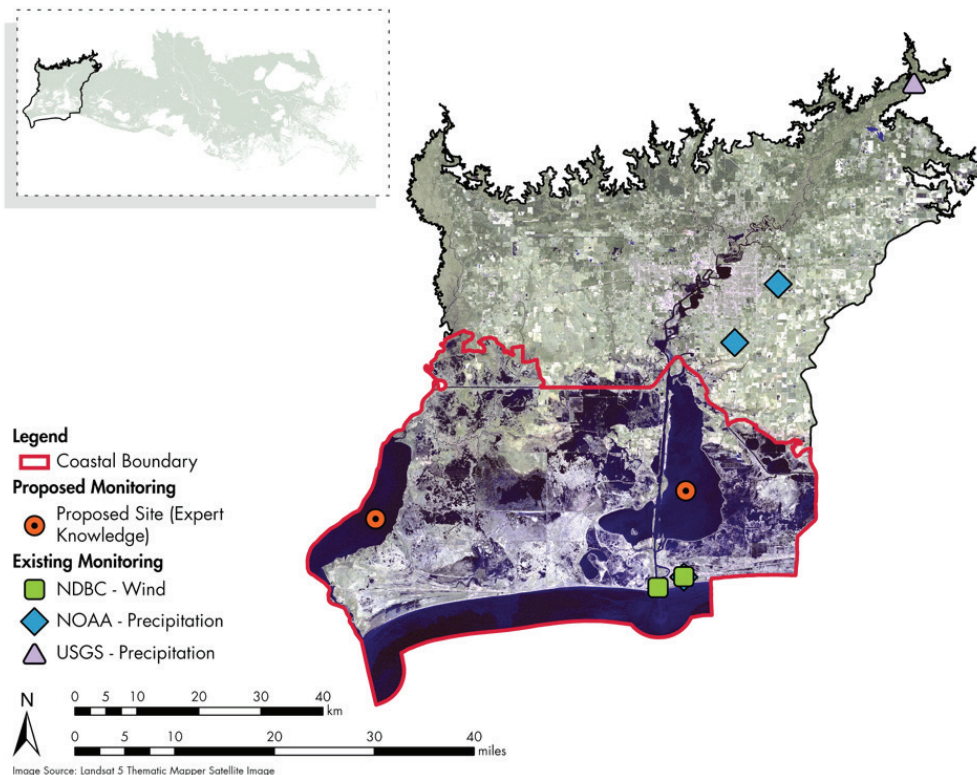 Legend
Coastal Boundary
Proposed Monitoring
Proposed Site (Expert
Knowledge)
Existing Monitoring
NDBC - Wind
NOAA - Precipitation
USGS - Precipitation
N
0 5 10 20 30 40
km
0 5 10 20 30 40
miles
Image Source: Landsat 5 Thematic Mapper Satellite Image